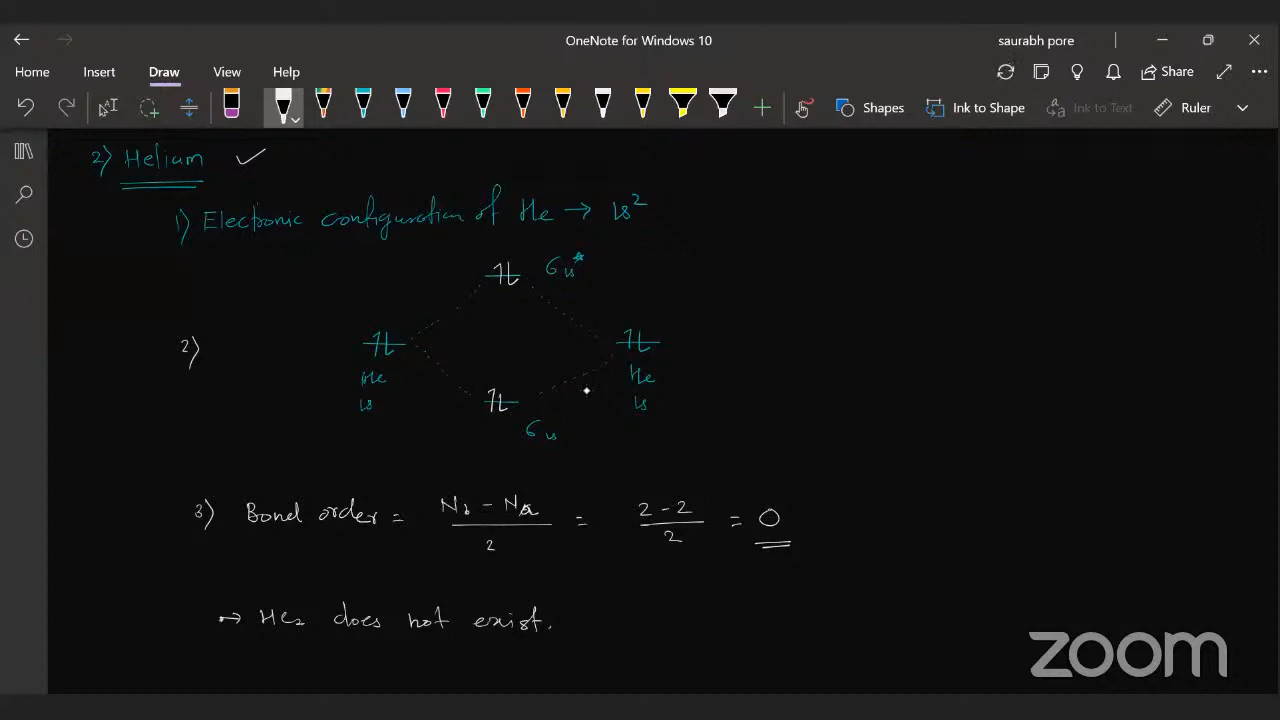 OneNote for Windows 10
saurabh pore
Home Insert Draw View Help
Share
Shapes Ink to Shape Ink to Text Ruler
2) Helium ✓
1) Electronic configuration of He → 1s²
σ1s*
2)
He He
1s 1s
σ1s
3) Bond order = (Nb - Na)/2 = (2-2)/2 = 0
→ He₂ does not exist.
zoom